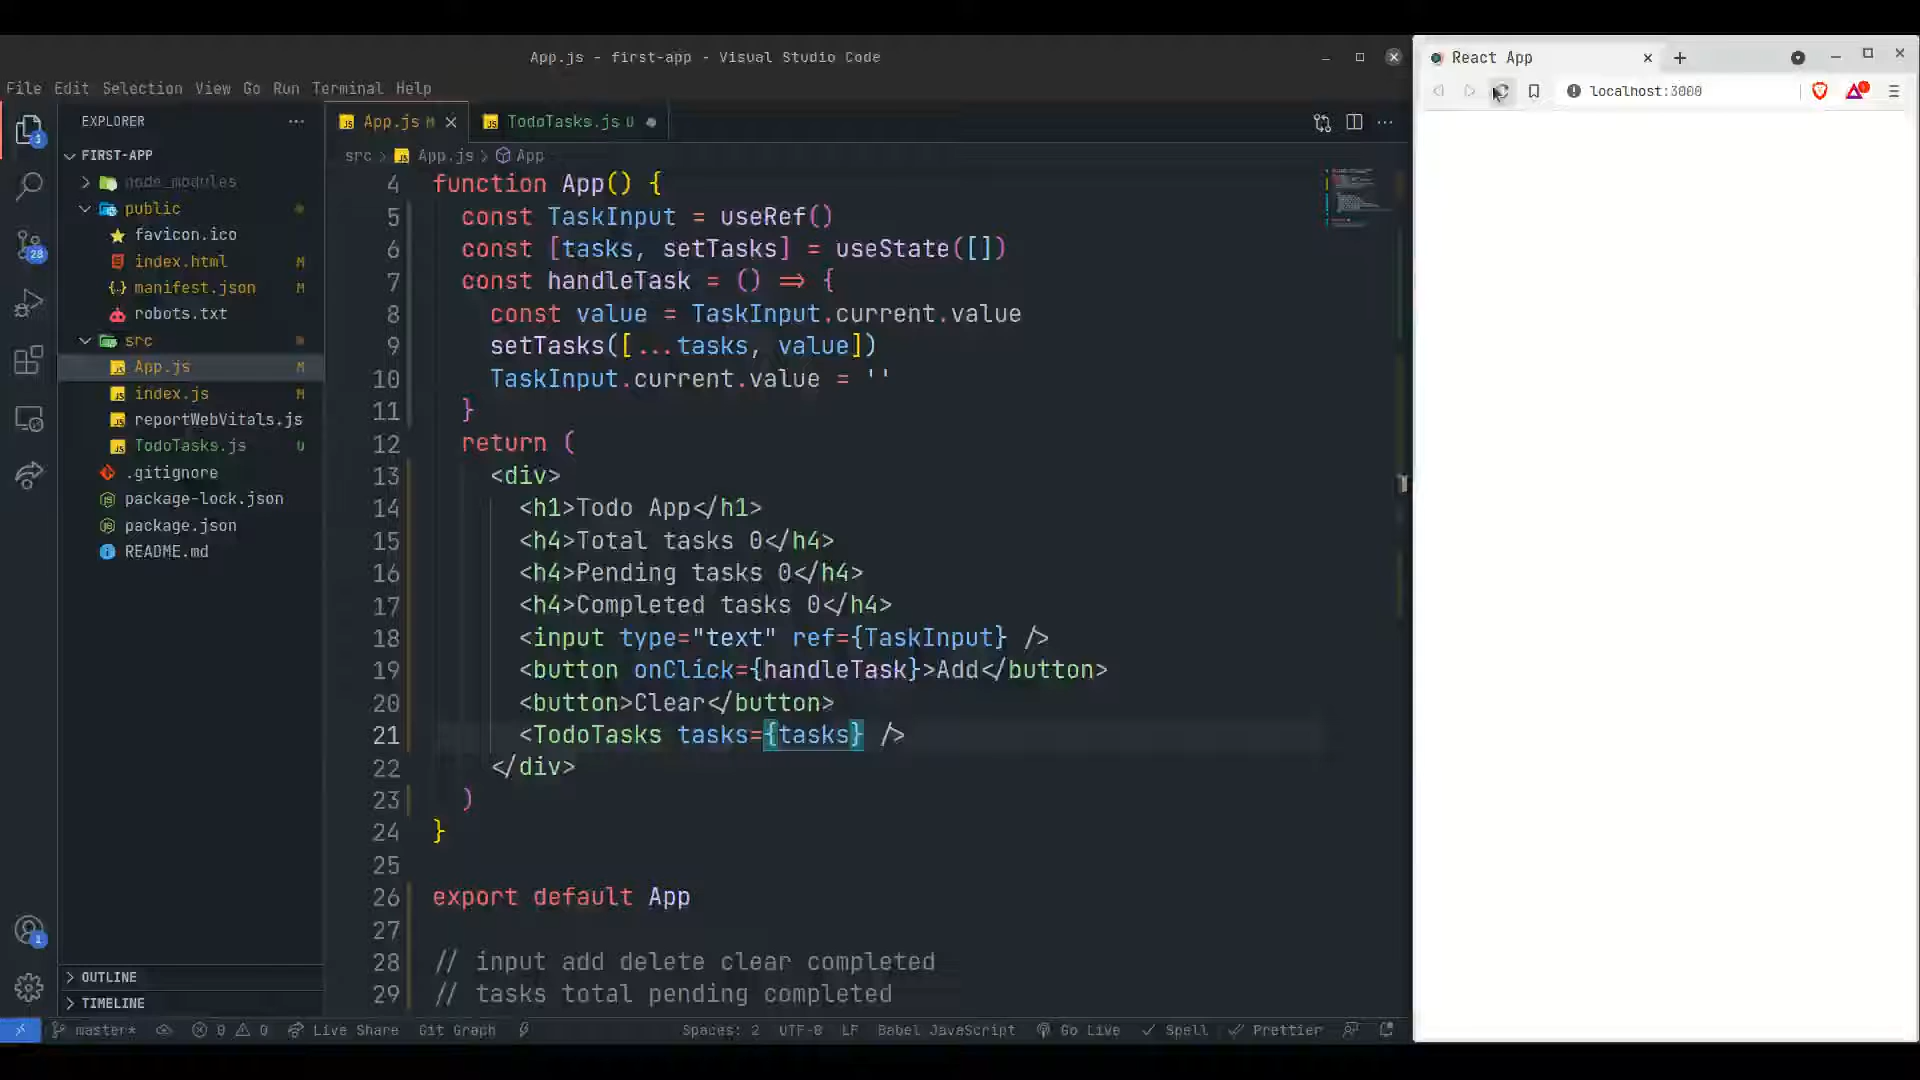 App.js - first-app - Visual Studio Code
File Edit Selection View Go Run Terminal Help
EXPLORER
FIRST-APP
node_modules
public
favicon.ico
index.html M
manifest.json M
robots.txt
src
App.js M
index.js M
reportWebVitals.js
TodoTasks.js U
.gitignore
package-lock.json
package.json
README.md
OUTLINE
TIMELINE
3
28
1
App.js M
TodoTasks.js U
src > App.js > App
4 function App() {
5 const TaskInput = useRef()
6 const [tasks, setTasks] = useState([])
7 const handleTask = () => {
8 const value = TaskInput.current.value
9 setTasks([...tasks, value])
10 TaskInput.current.value = ''
11 }
12 return (
13 <div>
14 <h1>Todo App</h1>
15 <h4>Total tasks 0</h4>
16 <h4>Pending tasks 0</h4>
17 <h4>Completed tasks 0</h4>
18 <input type="text" ref={TaskInput} />
19 <button onClick={handleTask}>Add</button>
20 <button>Clear</button>
21 <TodoTasks tasks={tasks} />
22 </div>
23 )
24 }
25
26 export default App
27
28 // input add delete clear completed
29 // tasks total pending completed
master* 0 0 Live Share Git Graph Spaces: 2 UTF-8 LF Babel JavaScript Go Live Spell Prettier
React App
localhost:3000